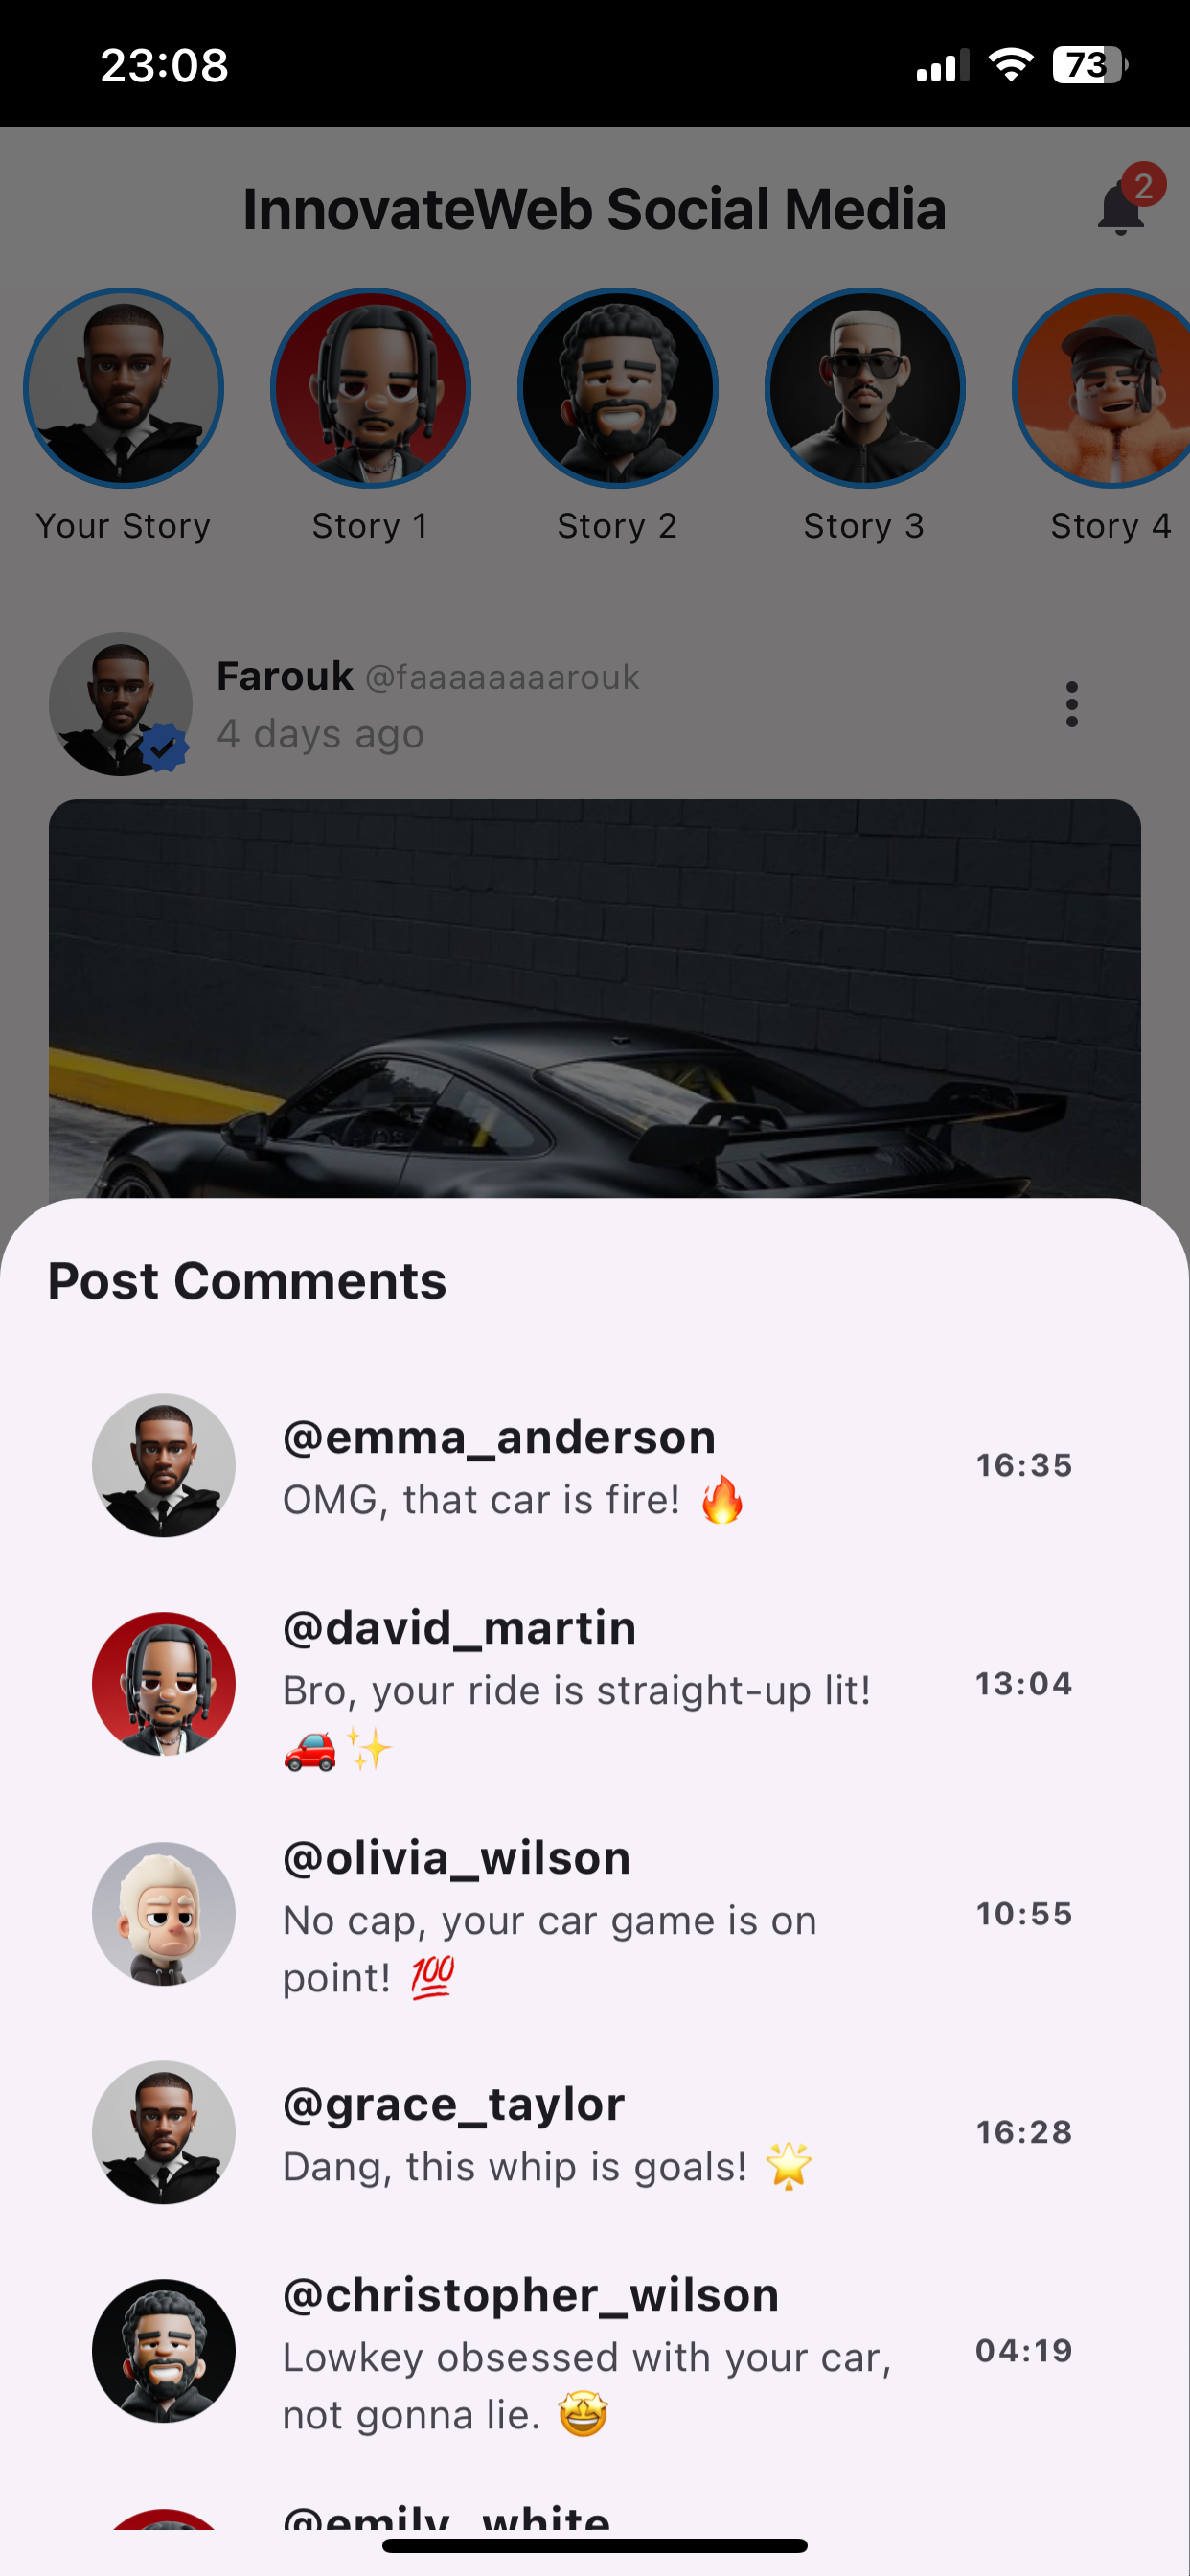 23:08
73
InnovateWeb Social Media
2
Your Story
Story 1
Story 2
Story 3
Story 4
Farouk @faaaaaaaarouk
4 days ago
Post Comments
@emma_anderson
OMG, that car is fire! 🔥
16:35
@david_martin
Bro, your ride is straight-up lit!
🚗✨
13:04
@olivia_wilson
No cap, your car game is on
point! 💯
10:55
@grace_taylor
Dang, this whip is goals! 🌟
16:28
@christopher_wilson
Lowkey obsessed with your car,
not gonna lie. 🤩
04:19
@emily_white